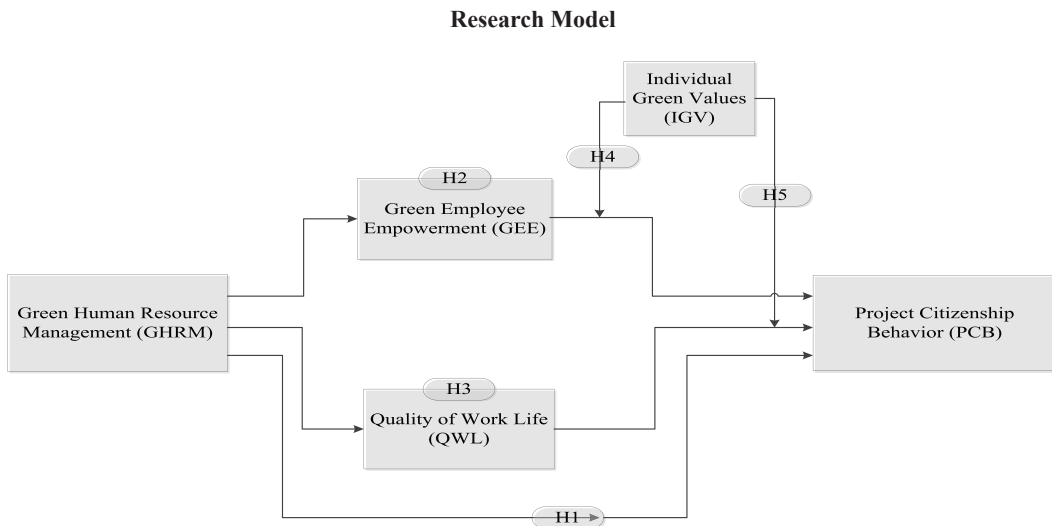 Research Model
Individual
Green Values
(IGV)
H4
H2
H5
Green Employee
Empowerment (GEE)
Green Human Resource
Management (GHRM)
Project Citizenship
Behavior (PCB)
H3
Quality of Work Life
(QWL)
H1